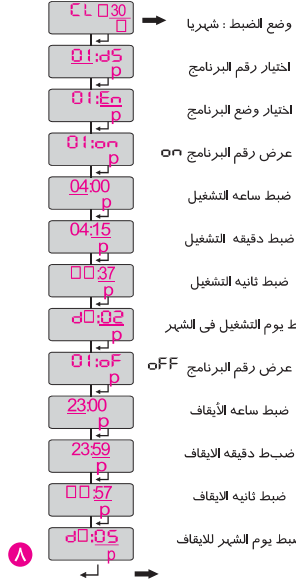 CL □30 وضع الضبط : شهريا
□
01:dS اختيار رقم البرنامج
p
01:En اختيار وضع البرنامج
p
01:on عرض رقم البرنامج on
p
04:00 ضبط ساعه التشغيل
p
04:15 ضبط دقيقه التشغيل
p
□□:37 ضبط ثانيه التشغيل
p
d□:02 ط يوم التشغيل فى الشهر
p
01:oF عرض رقم البرنامج oFF
p
23:00 ضبط ساعه الأيقاف
p
23:59 ضبط دقيقه الايقاف
p
□□:57 ضبط ثانيه الايقاف
p
d□:05 بط يوم الشهر للايقاف
p
٨